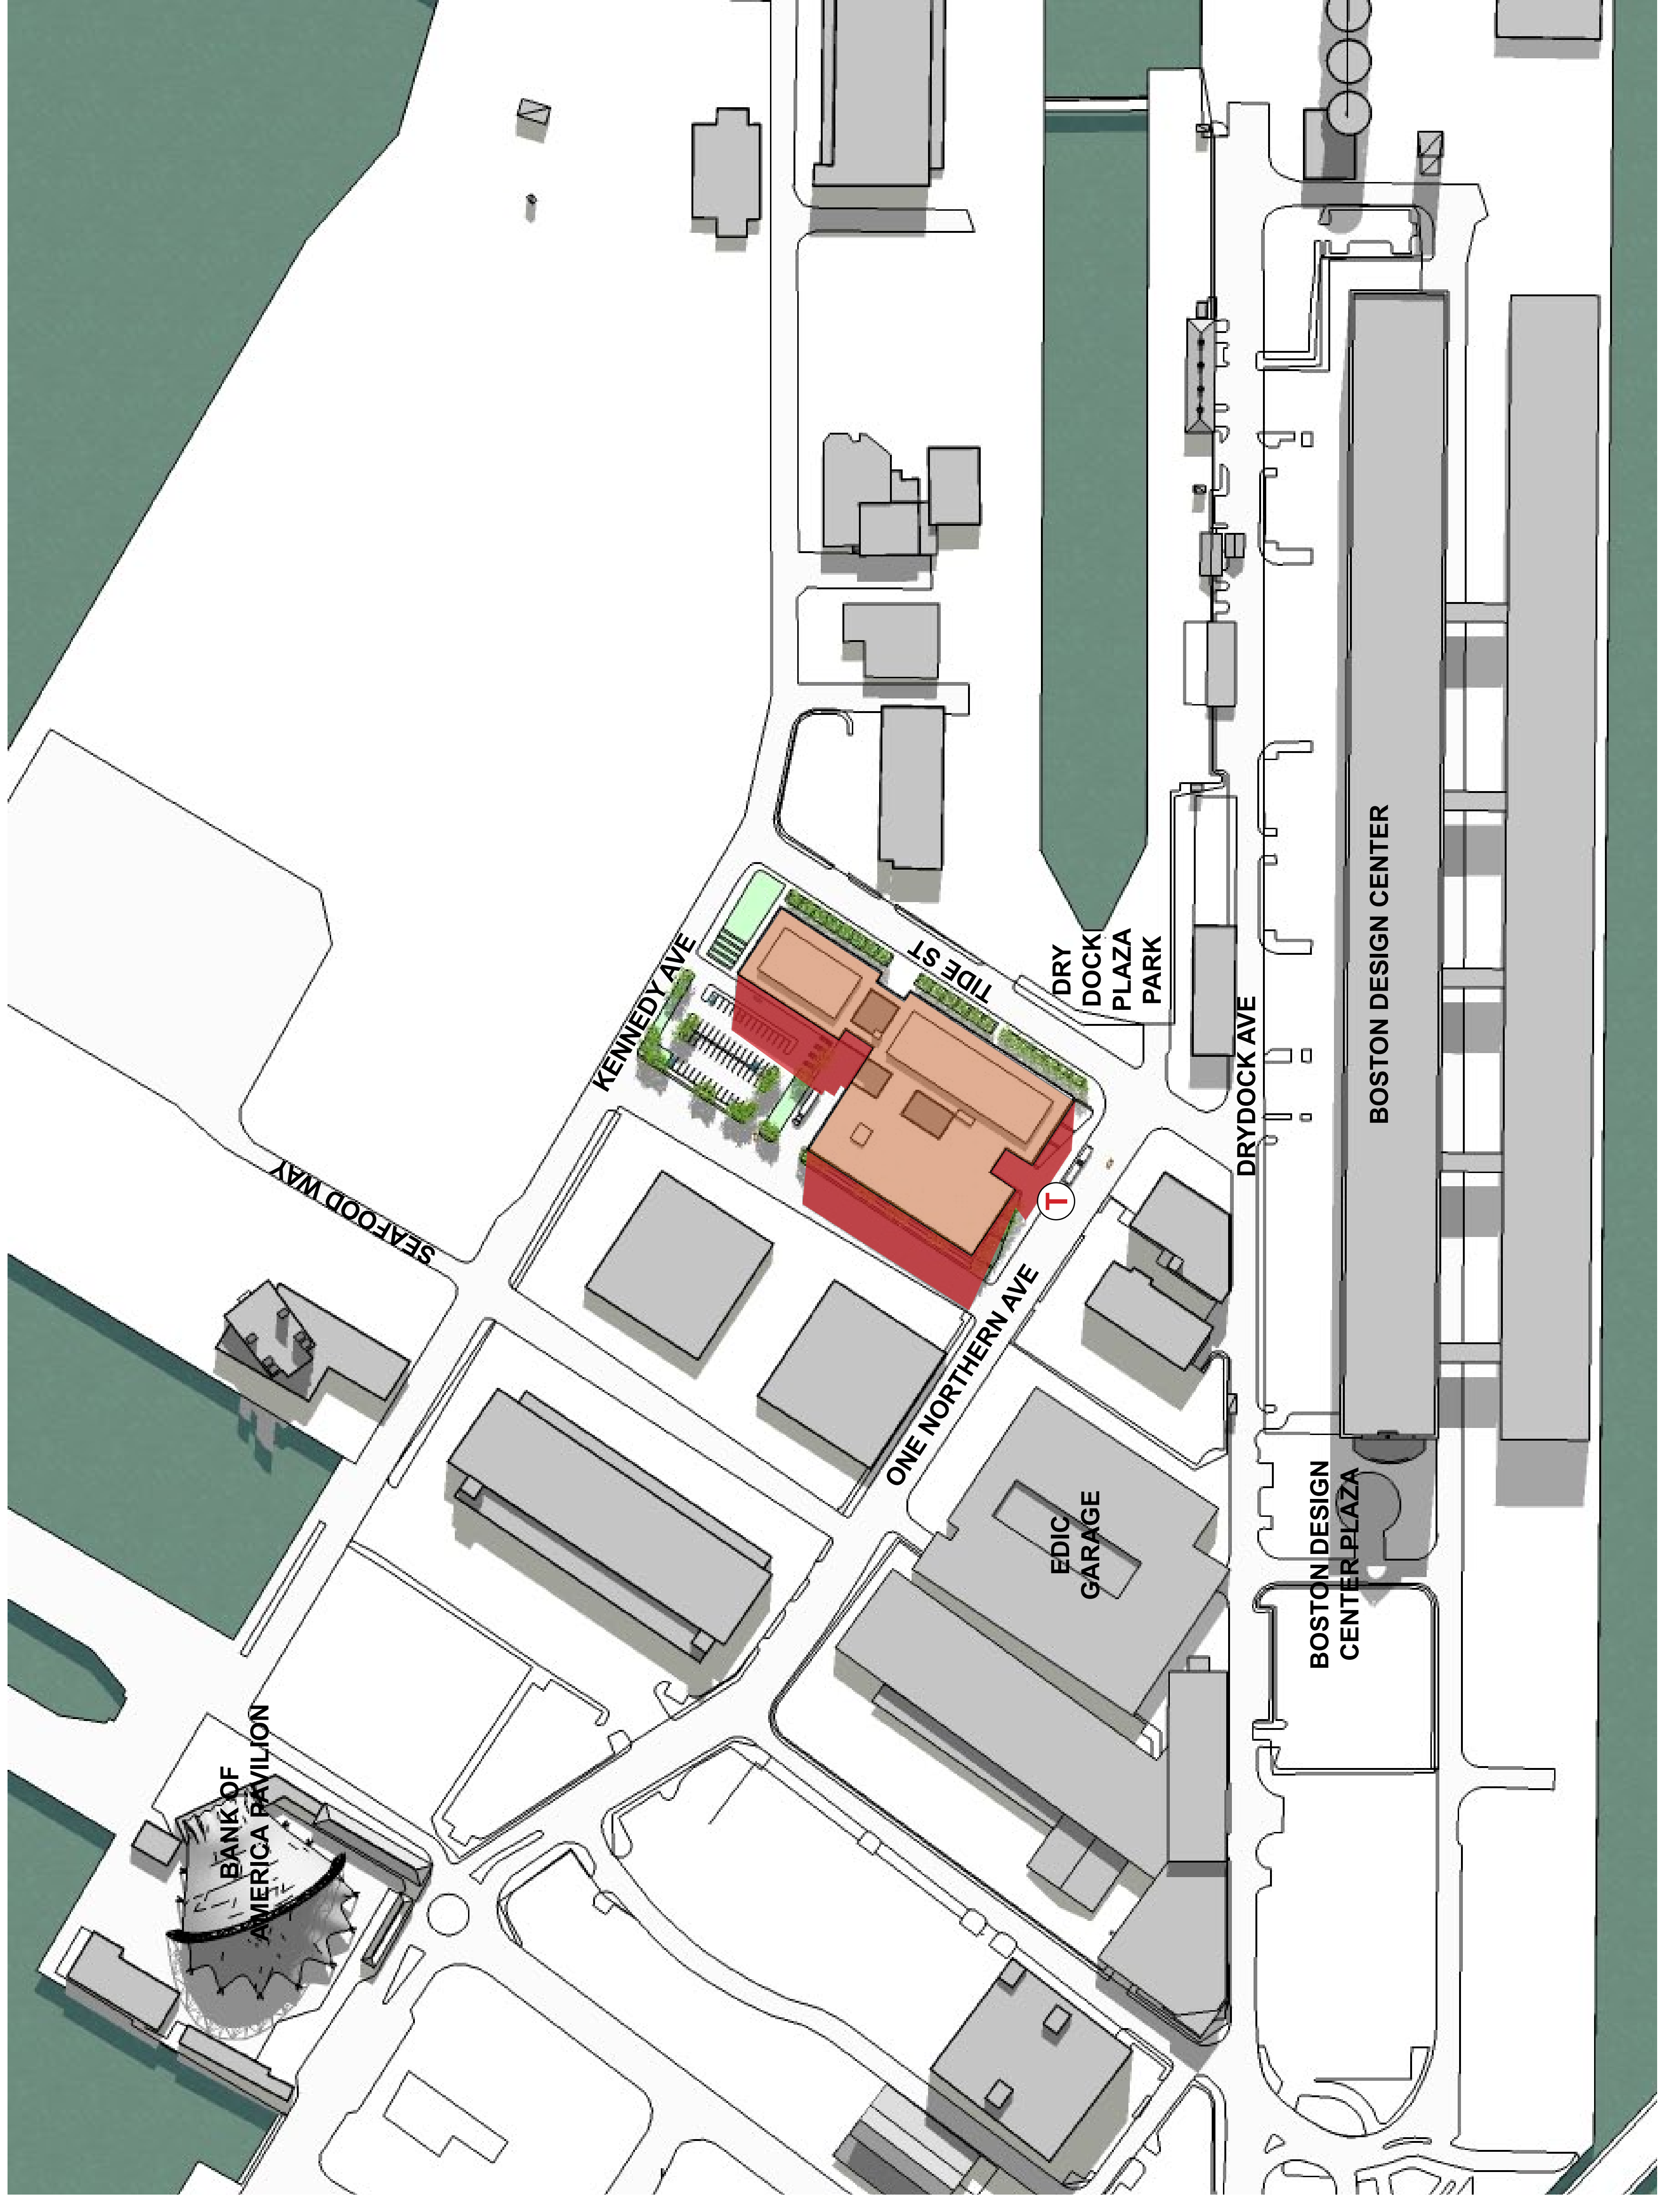 KENNEDY AVE
TIDE ST
DRY
DOCK
PLAZA
PARK
SEAFOOD WAY
DRYDOCK AVE
BOSTON DESIGN CENTER
T
ONE NORTHERN AVE
EDIC
GARAGE
BOSTON DESIGN
CENTER PLAZA
BANK OF
AMERICA PAVILION